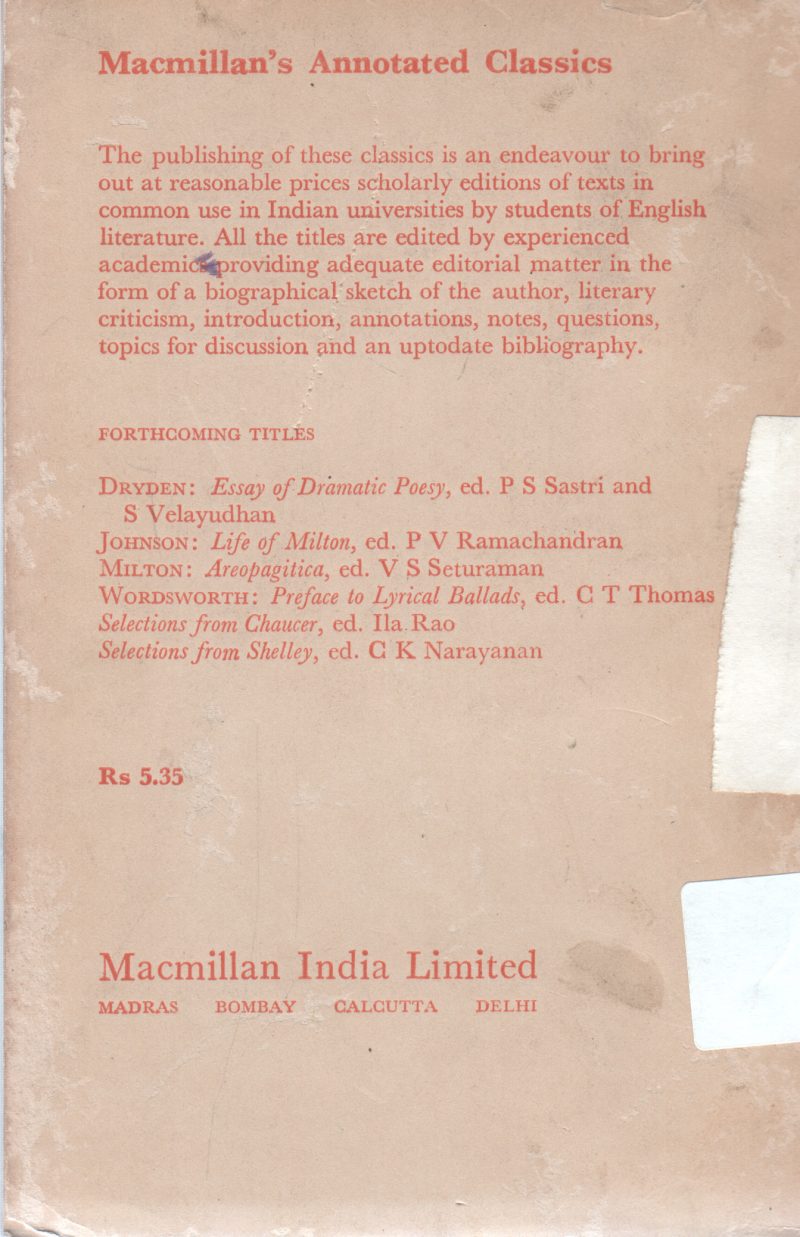 Macmillan's Annotated Classics
The publishing of these classics is an endeavour to bring
out at reasonable prices scholarly editions of texts in
common use in Indian universities by students of English
literature. All the titles are edited by experienced
academics providing adequate editorial matter in the
form of a biographical sketch of the author, literary
criticism, introduction, annotations, notes, questions,
topics for discussion and an uptodate bibliography.
FORTHCOMING TITLES
DRYDEN: Essay of Dramatic Poesy, ed. P S Sastri and
S Velayudhan
JOHNSON: Life of Milton, ed. P V Ramachandran
MILTON: Areopagitica, ed. V S Seturaman
WORDSWORTH: Preface to Lyrical Ballads, ed. C T Thomas
Selections from Chaucer, ed. Ila Rao
Selections from Shelley, ed. C K Narayanan
Rs 5.35
Macmillan India Limited
MADRAS BOMBAY CALCUTTA DELHI